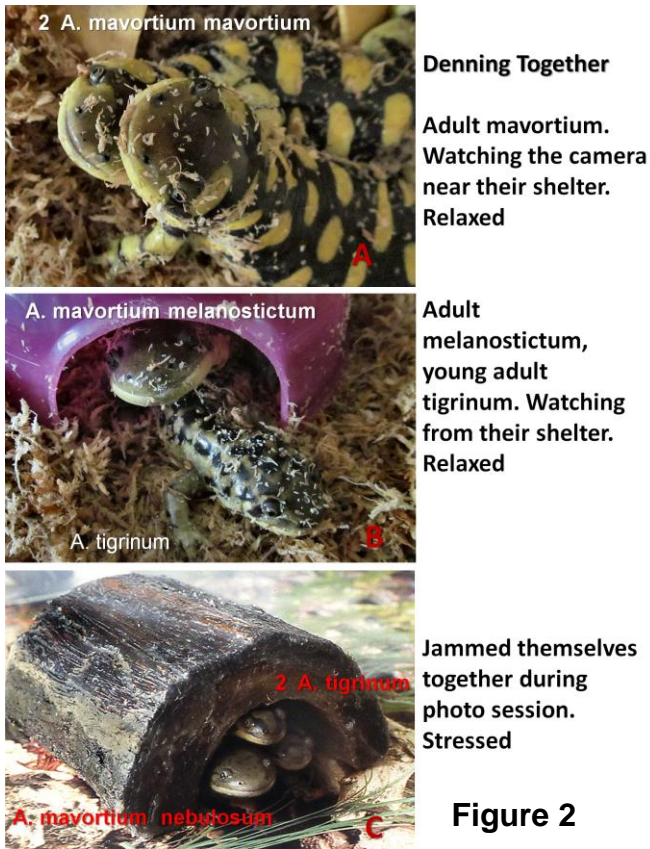 2 A. mavortium mavortium
A
Denning Together
Adult mavortium.
Watching the camera
near their shelter.
Relaxed
A. mavortium melanostictum
A. tigrinum
B
Adult
melanostictum,
young adult
tigrinum. Watching
from their shelter.
Relaxed
2 A. tigrinum
A. mavortium nebulosum
C
Jammed themselves
together during
photo session.
Stressed
Figure 2